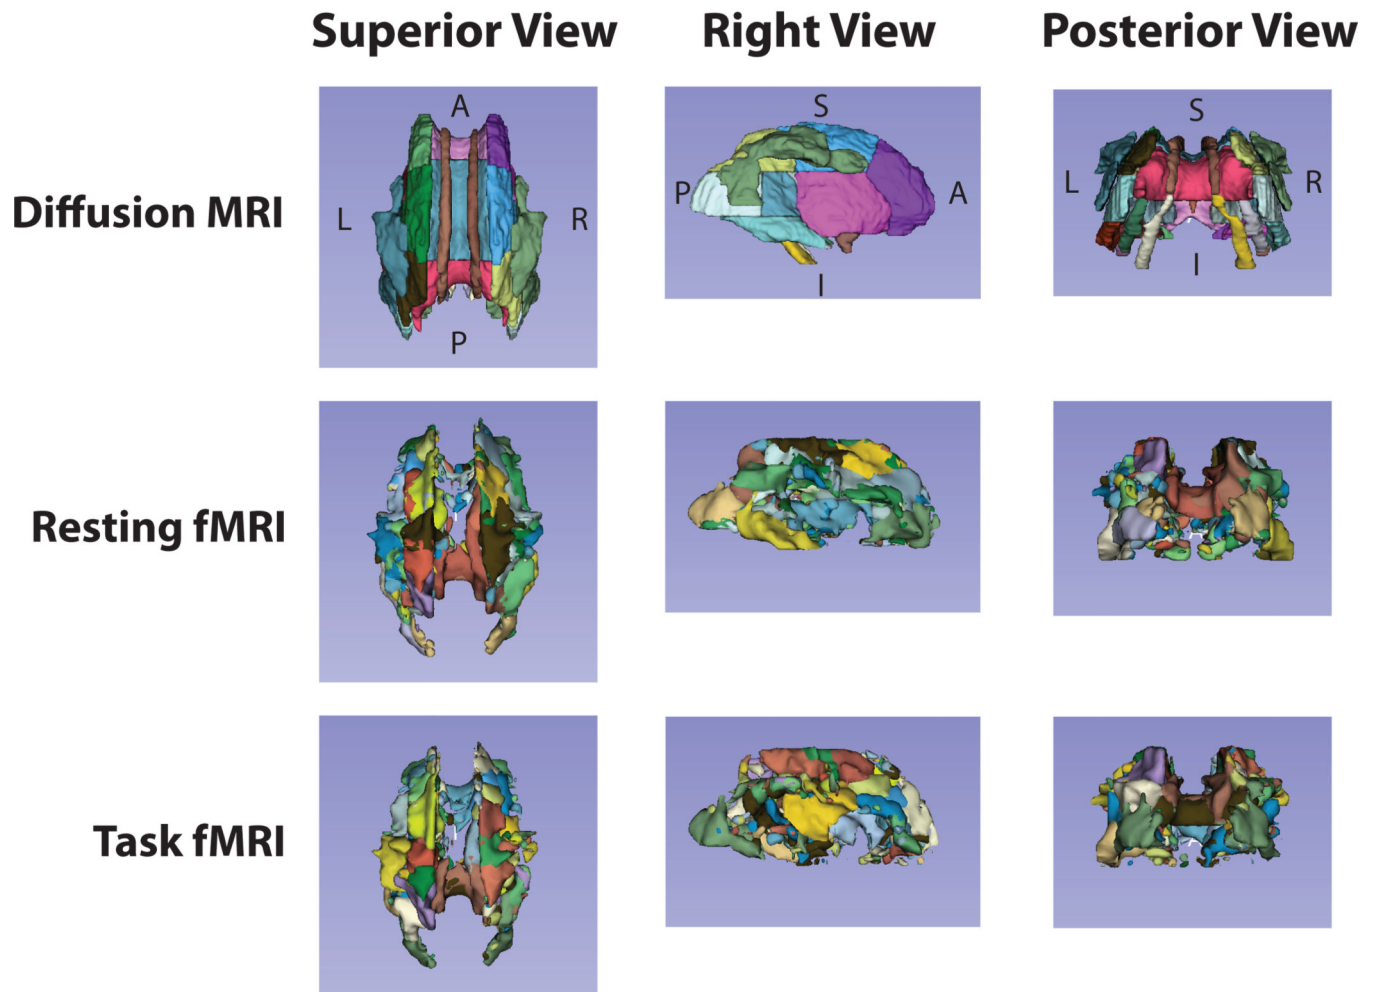 Superior View Right View Posterior View
Diffusion MRI
A
L R
P
S
P A
I
S
L R
I
Resting fMRI
Task fMRI